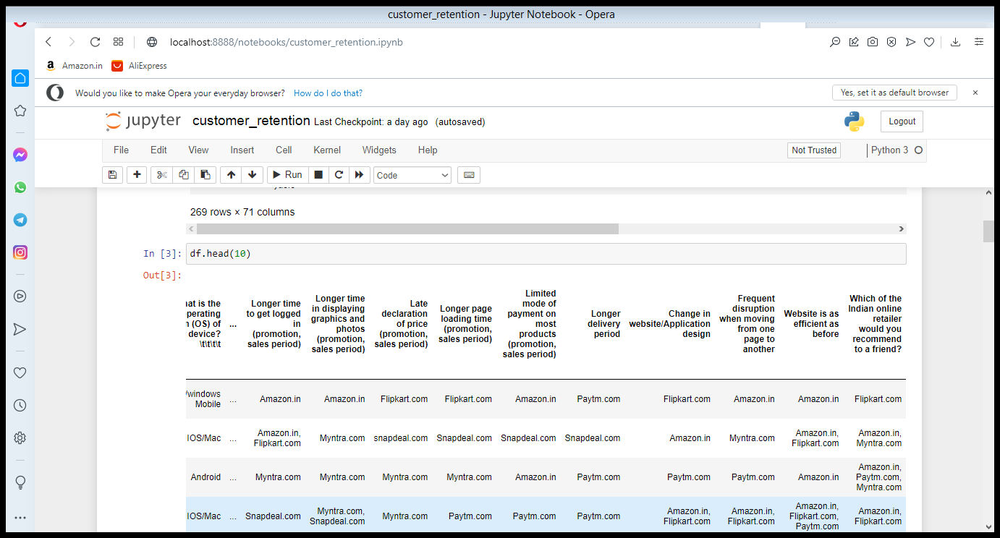 customer_retention - Jupyter Notebook - Opera
localhost:8888/notebooks/customer_retention.ipynb
Amazon.in AliExpress
Would you like to make Opera your everyday browser? How do I do that? Yes, set it as default browser
jupyter customer_retention Last Checkpoint: a day ago (autosaved) Logout
File Edit View Insert Cell Kernel Widgets Help Not Trusted Python 3
Run Code
269 rows × 71 columns
In [3]: df.head(10)
Out[3]:
at is the
perating
(OS) of
device?
\t\t\t\t
...
Longer time
to get logged
in
(promotion,
sales period)
Longer time
in displaying
graphics and
photos
(promotion,
sales period)
Late
declaration
of price
(promotion,
sales period)
Longer page
loading time
(promotion,
sales period)
Limited
mode of
payment on
most
products
(promotion,
sales period)
Longer
delivery
period
Change in
website/Application
design
Frequent
disruption
when moving
from one
page to
another
Website is as
efficient as
before
Which of the
Indian online
retailer
would you
recommend
to a friend?
/windows
Mobile
... Amazon.in Amazon.in Flipkart.com Flipkart.com Amazon.in Paytm.com Flipkart.com Amazon.in Amazon.in Flipkart.com
IOS/Mac ...
Amazon.in,
Flipkart.com
Myntra.com snapdeal.com Snapdeal.com Snapdeal.com Snapdeal.com Amazon.in Myntra.com
Amazon.in,
Flipkart.com
Amazon.in,
Myntra.com
Android ... Myntra.com Myntra.com Myntra.com Myntra.com Amazon.in Paytm.com Paytm.com Paytm.com Amazon.in
Amazon.in,
Paytm.com,
Myntra.com
IOS/Mac ... Snapdeal.com
Myntra.com,
Snapdeal.com
Myntra.com Paytm.com Paytm.com Paytm.com
Amazon.in,
Flipkart.com
Amazon.in,
Flipkart.com
Amazon.in,
Flipkart.com,
Paytm.com
Amazon.in,
Flipkart.com